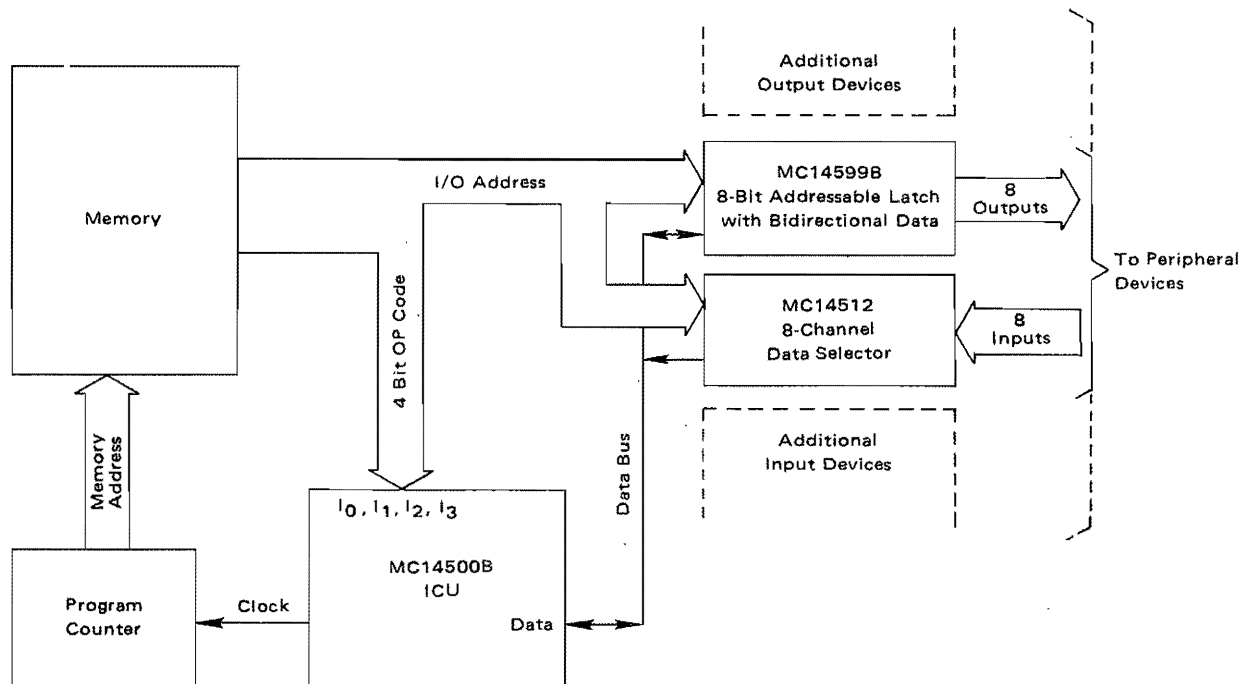 Additional
Output Devices
MC14599B
8-Bit Addressable Latch
with Bidirectional Data
8
Outputs
I/O Address
Memory
To Peripheral
Devices
MC14512
8-Channel
Data Selector
8
Inputs
4 Bit OP Code
Additional
Input Devices
Data Bus
Memory
Address
I0, I1, I2, I3
MC14500B
ICU
Program
Counter
Clock
Data